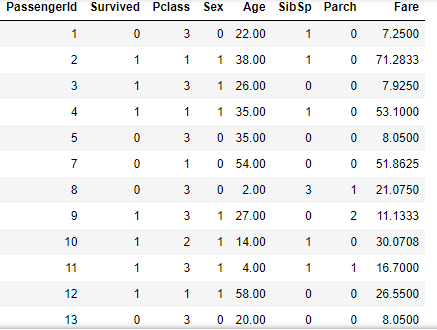 PassengerId Survived Pclass Sex Age SibSp Parch Fare
1 0 3 0 22.00 1 0 7.2500
2 1 1 1 38.00 1 0 71.2833
3 1 3 1 26.00 0 0 7.9250
4 1 1 1 35.00 1 0 53.1000
5 0 3 0 35.00 0 0 8.0500
7 0 1 0 54.00 0 0 51.8625
8 0 3 0 2.00 3 1 21.0750
9 1 3 1 27.00 0 2 11.1333
10 1 2 1 14.00 1 0 30.0708
11 1 3 1 4.00 1 1 16.7000
12 1 1 1 58.00 0 0 26.5500
13 0 3 0 20.00 0 0 8.0500